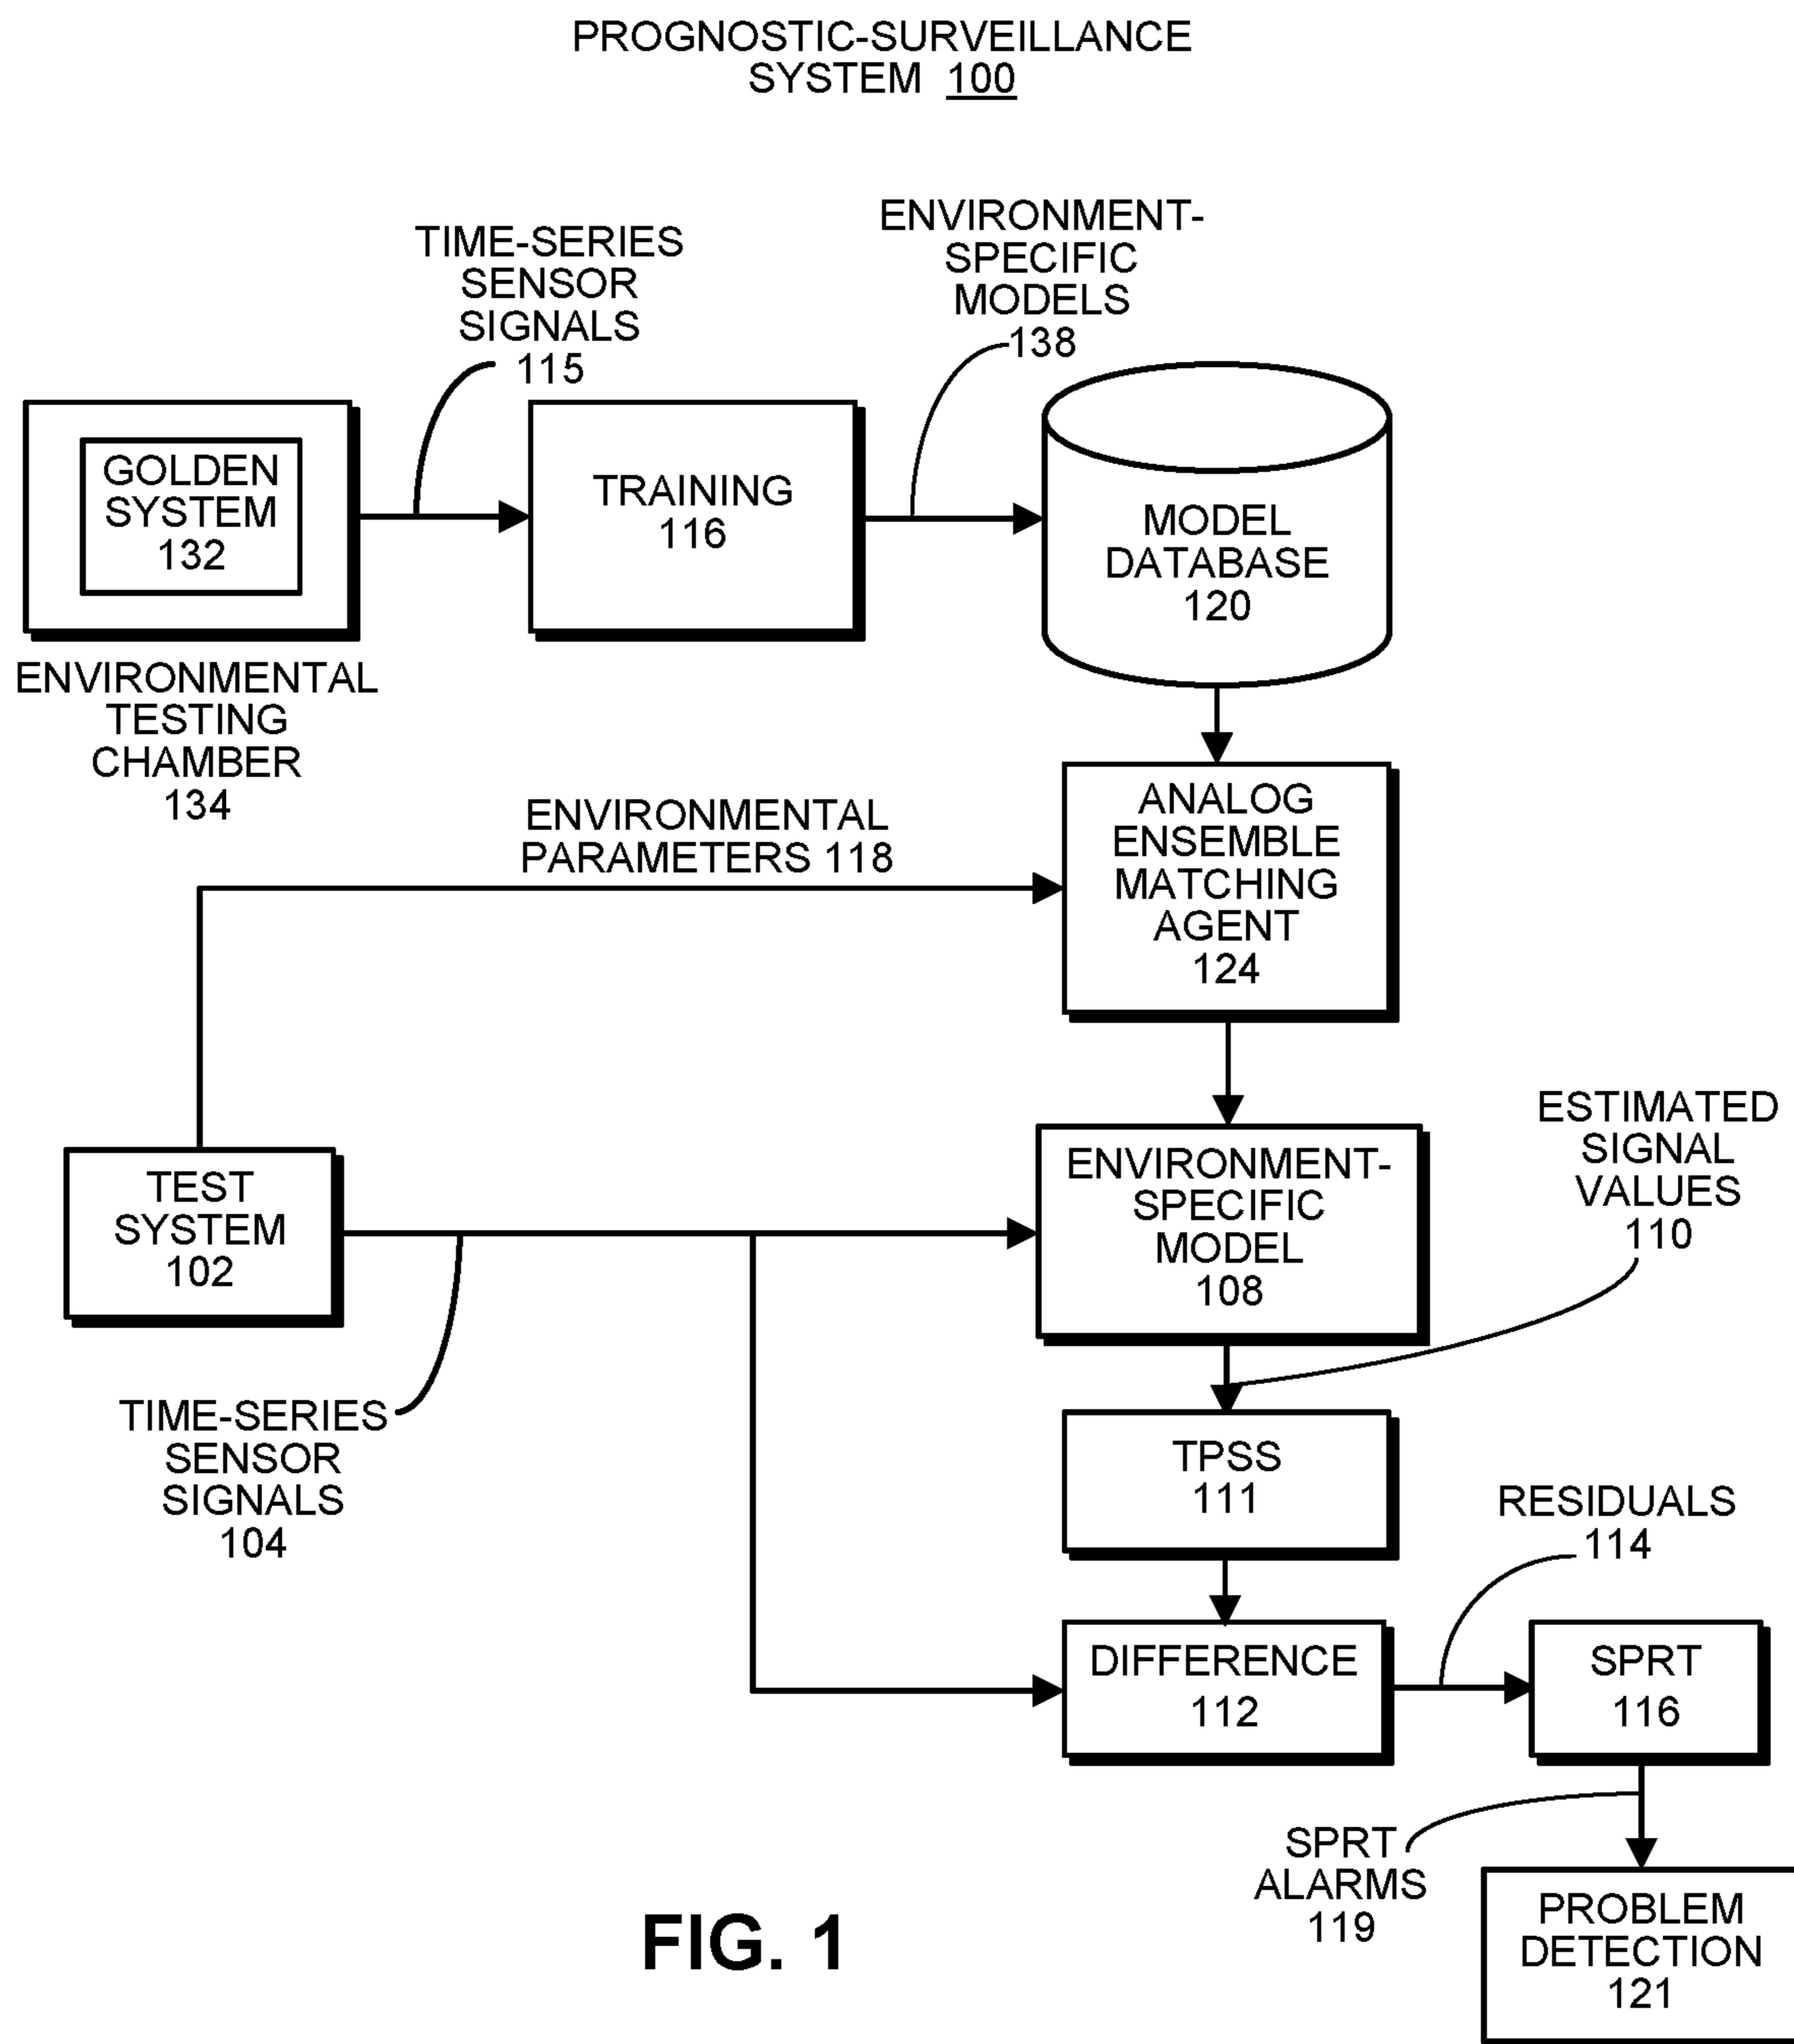 PROGNOSTIC-SURVEILLANCE
SYSTEM 100
TIME-SERIES
SENSOR
SIGNALS
115
ENVIRONMENT-
SPECIFIC
MODELS
138
GOLDEN
SYSTEM
132
TRAINING
116
MODEL
DATABASE
120
ENVIRONMENTAL
TESTING
CHAMBER
134
ENVIRONMENTAL
PARAMETERS 118
ANALOG
ENSEMBLE
MATCHING
AGENT
124
TEST
SYSTEM
102
ENVIRONMENT-
SPECIFIC
MODEL
108
ESTIMATED
SIGNAL
VALUES
110
TIME-SERIES
SENSOR
SIGNALS
104
TPSS
111
RESIDUALS
114
DIFFERENCE
112
SPRT
116
SPRT
ALARMS
119
PROBLEM
DETECTION
121
FIG. 1